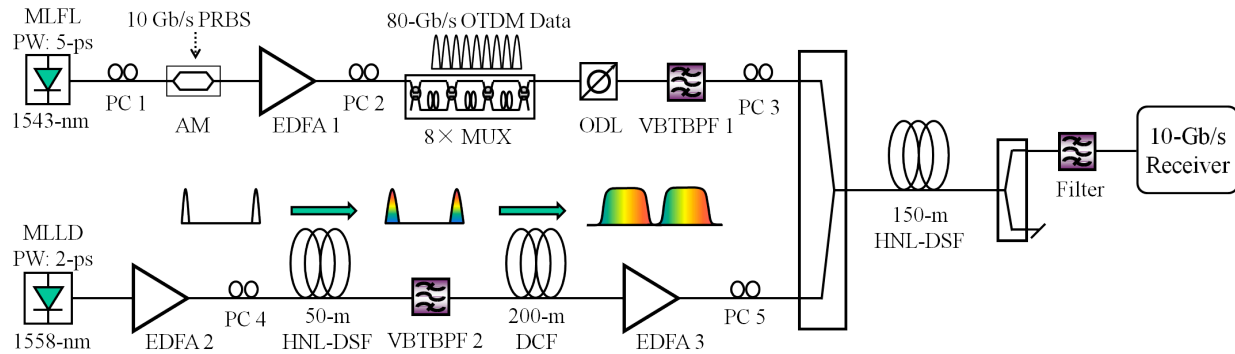 MLFL
PW: 5-ps
1543-nm
PC 1
10 Gb/s PRBS
AM
EDFA 1
PC 2
80-Gb/s OTDM Data
8× MUX
ODL
VBTBPF 1
PC 3
MLLD
PW: 2-ps
1558-nm
EDFA 2
PC 4
50-m
HNL-DSF
VBTBPF 2
200-m
DCF
EDFA 3
PC 5
150-m
HNL-DSF
Filter
10-Gb/s
Receiver